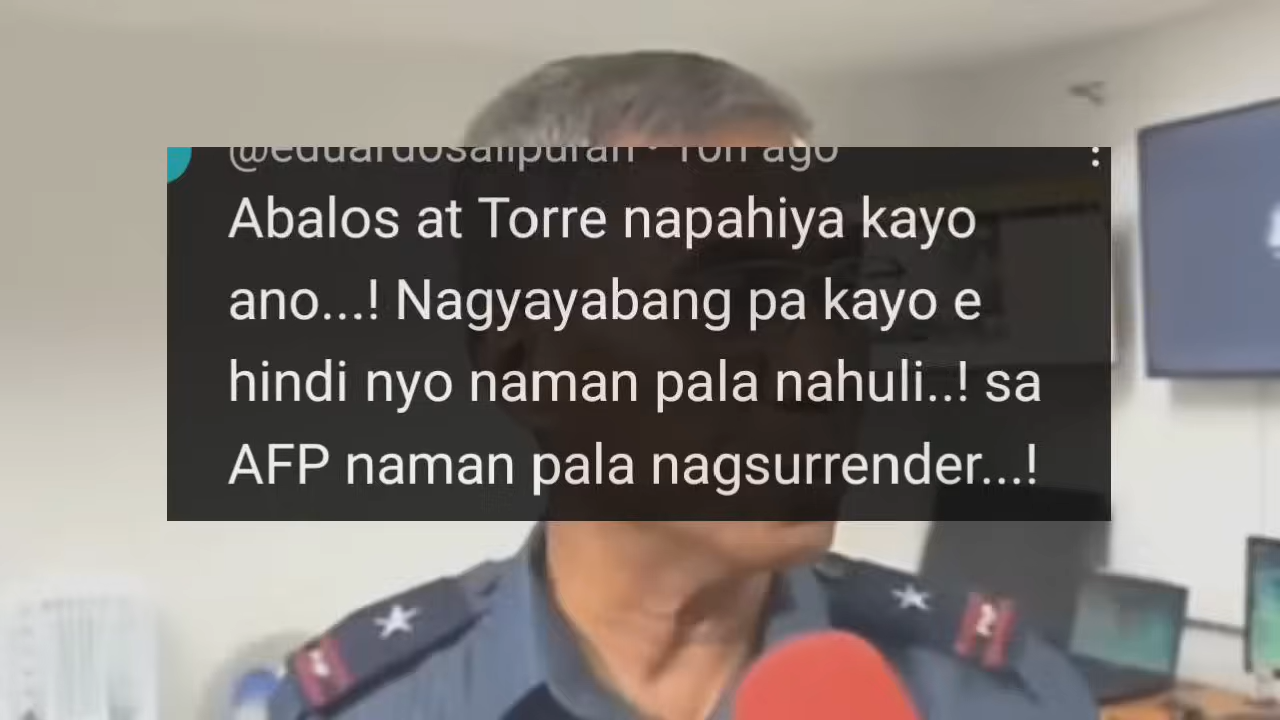 Abalos at Torre napahiya kayo
ano...! Nagyayabang pa kayo e
hindi nyo naman pala nahuli..! sa
AFP naman pala nagsurrender...!
2